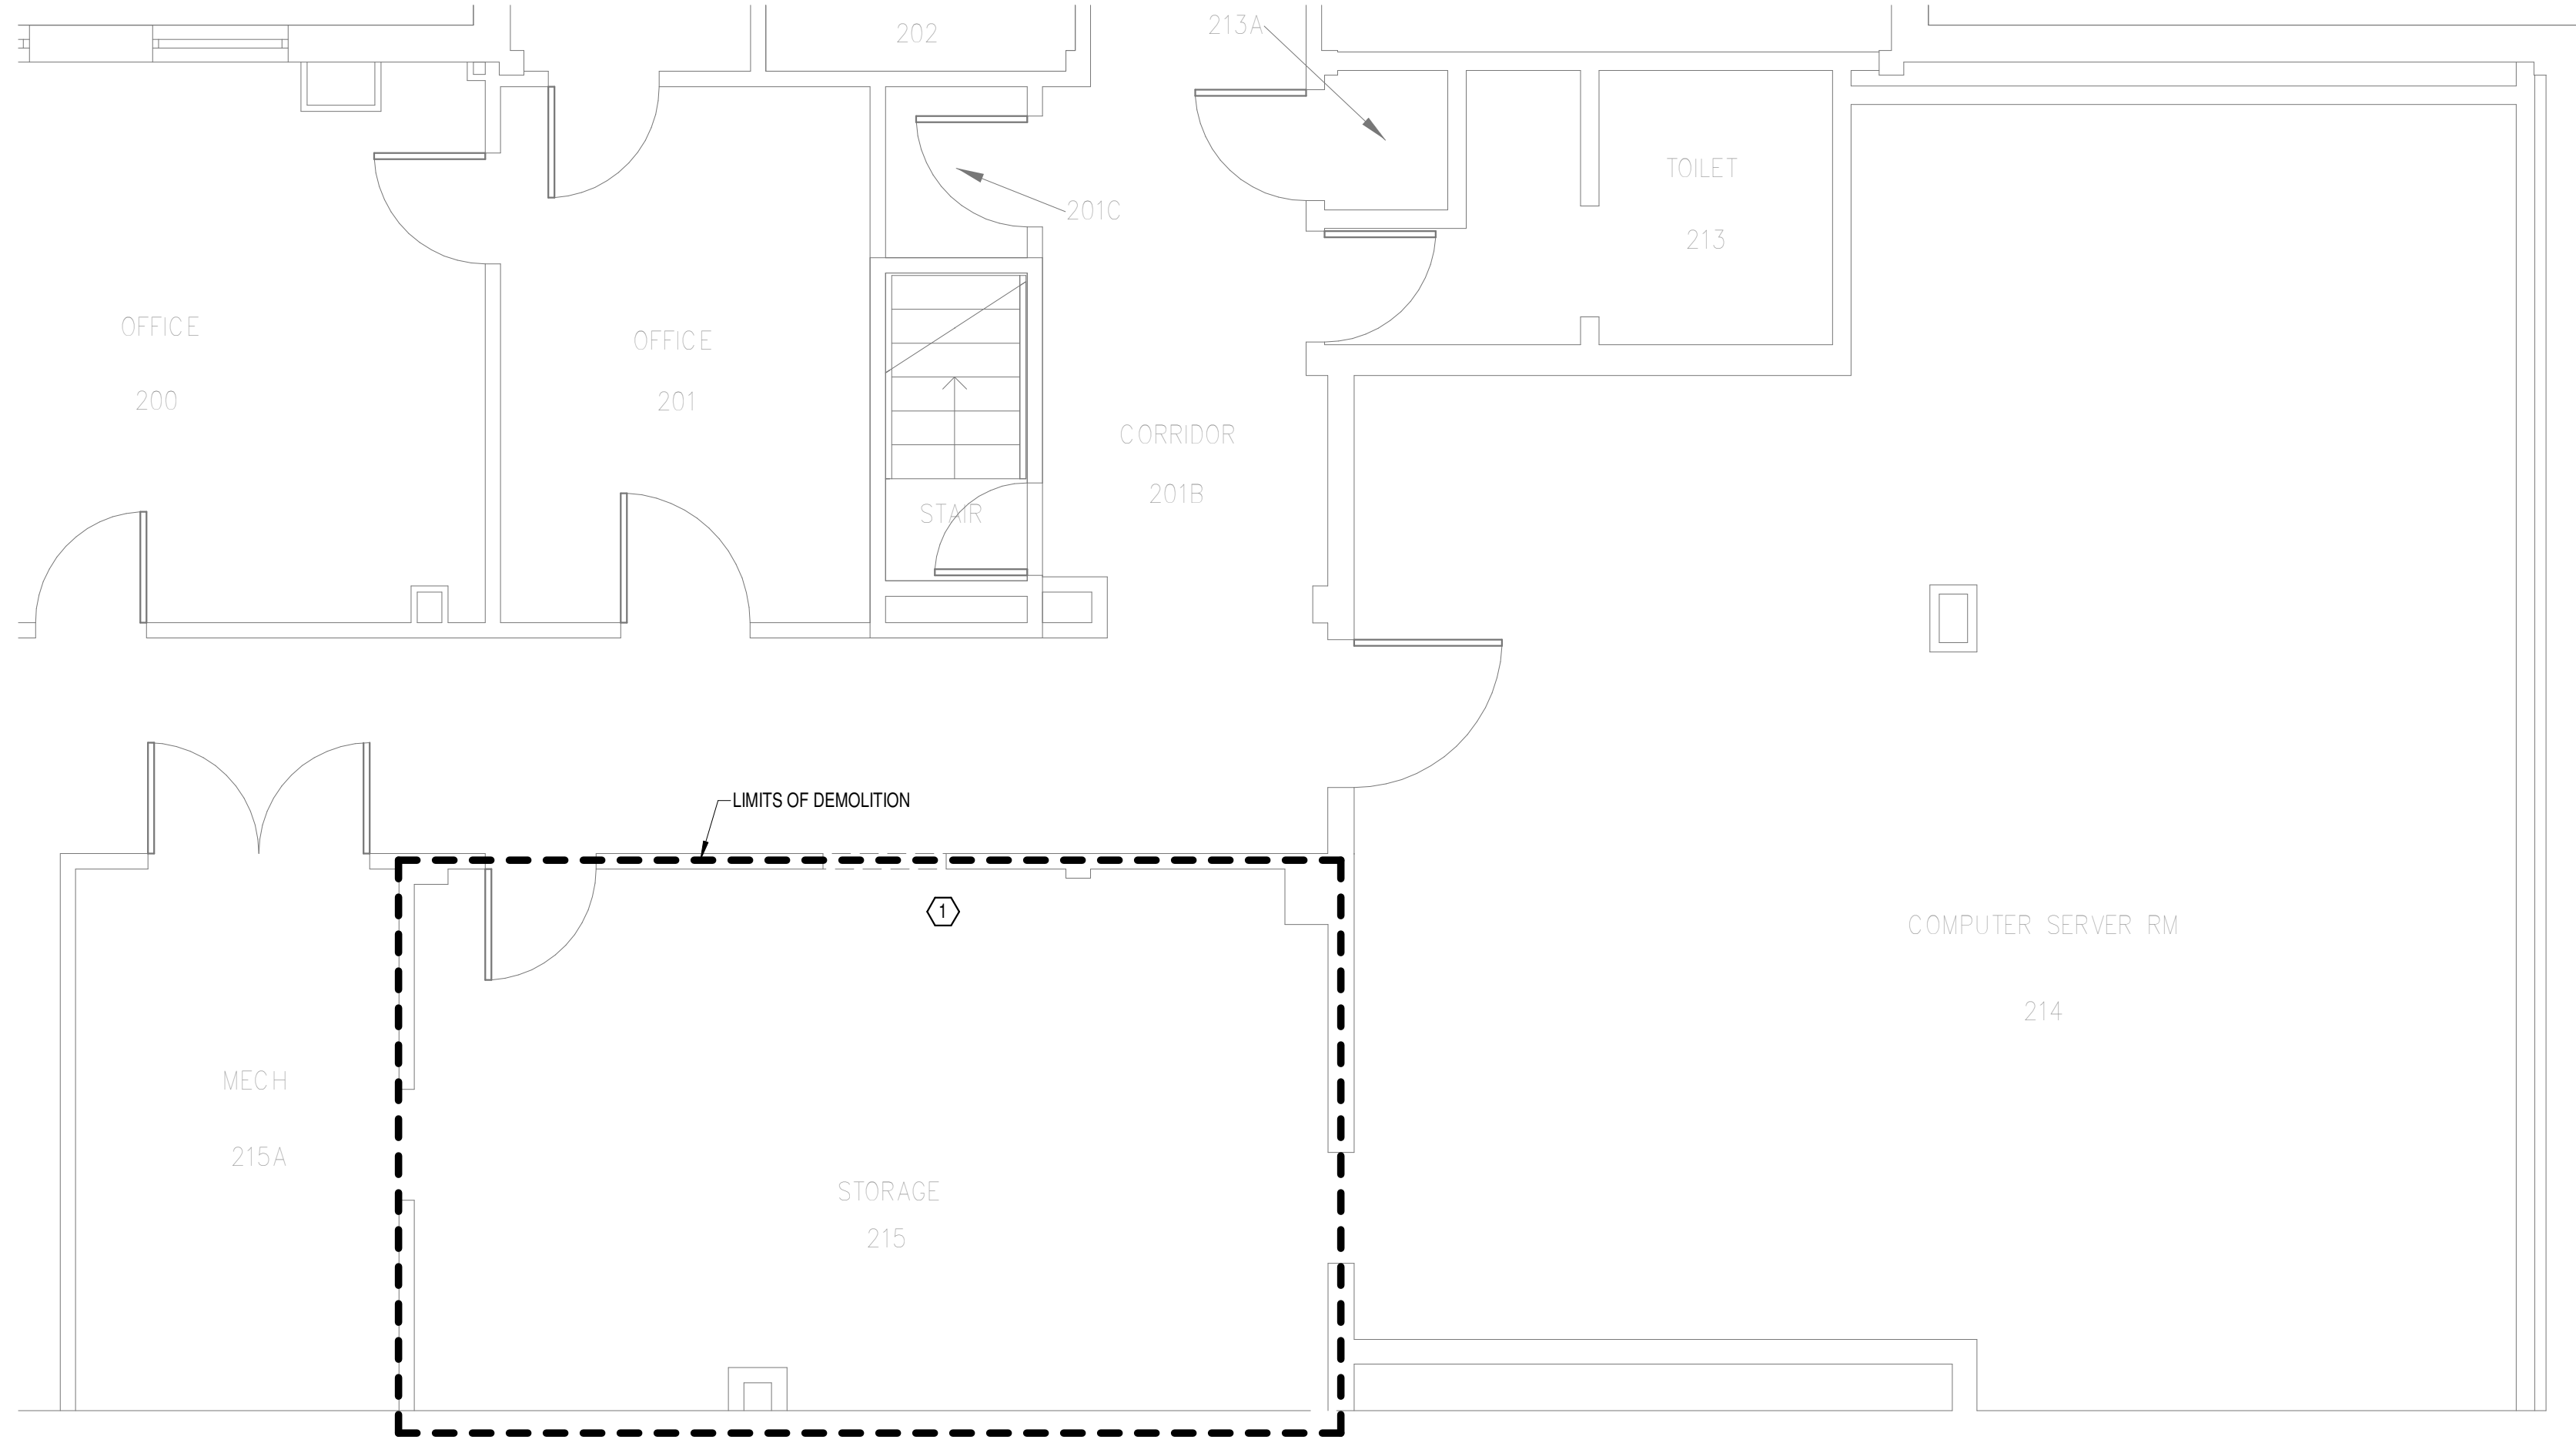 202
213A
TOILET
213
201C
OFFICE
200
OFFICE
201
CORRIDOR
201B
STAIR
LIMITS OF DEMOLITION
1
COMPUTER SERVER RM
214
MECH
215A
STORAGE
215